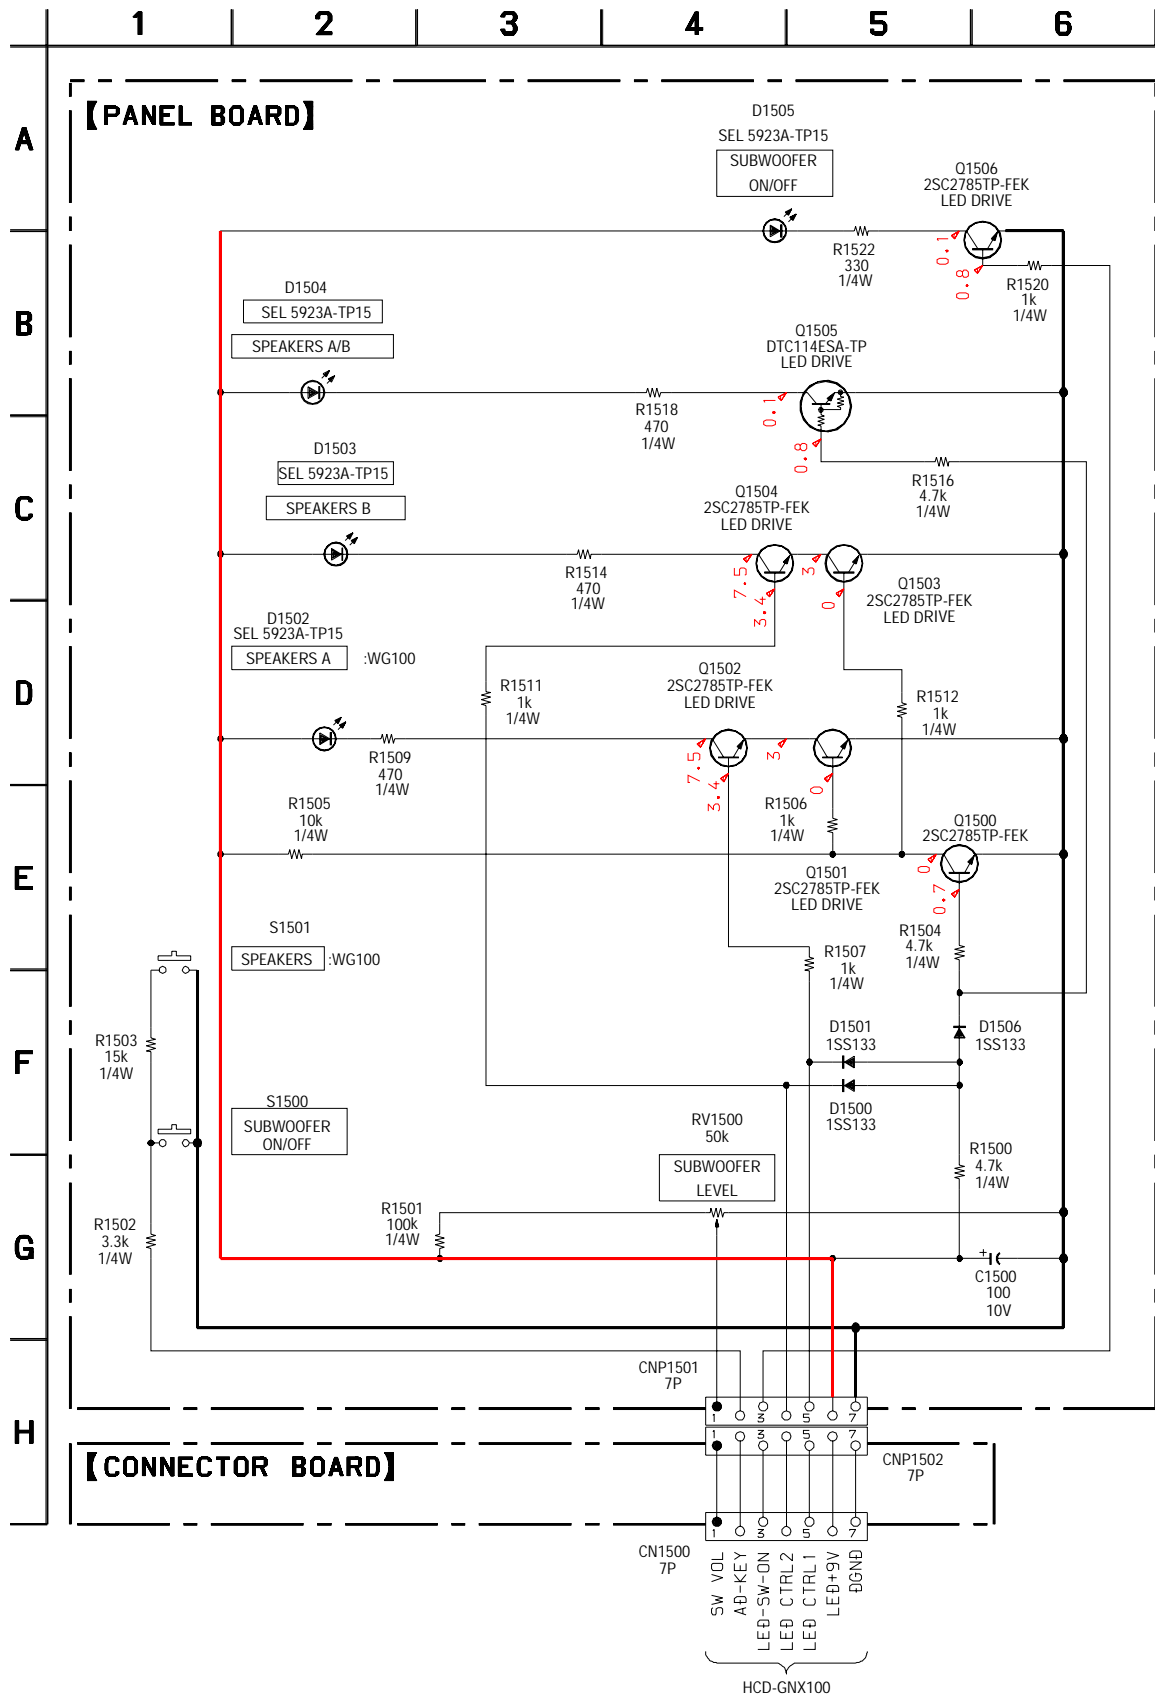 1 2 3 4 5 6
A
B
C
D
E
F
G
H
【PANEL BOARD】
D1505
SEL 5923A-TP15
SUBWOOFER
ON/OFF
Q1506
2SC2785TP-FEK
LED DRIVE
R1522
330
1/4W
0.1
0.8
R1520
1k
1/4W
D1504
SEL 5923A-TP15
SPEAKERS A/B
Q1505
DTC114ESA-TP
LED DRIVE
R1518
470
1/4W
0.1
0.8
R1516
4.7k
1/4W
D1503
SEL 5923A-TP15
SPEAKERS B
Q1504
2SC2785TP-FEK
LED DRIVE
R1514
470
1/4W
7.5
3.4
3
0
Q1503
2SC2785TP-FEK
LED DRIVE
D1502
SEL 5923A-TP15
SPEAKERS A :WG100
R1511
1k
1/4W
Q1502
2SC2785TP-FEK
LED DRIVE
R1512
1k
1/4W
R1509
470
1/4W
7.5
3.4
3
0
R1505
10k
1/4W
R1506
1k
1/4W
Q1500
2SC2785TP-FEK
0
0.7
Q1501
2SC2785TP-FEK
LED DRIVE
S1501
SPEAKERS :WG100
R1507
1k
1/4W
R1504
4.7k
1/4W
R1503
15k
1/4W
D1501
1SS133
D1506
1SS133
D1500
1SS133
S1500
SUBWOOFER
ON/OFF
RV1500
50k
SUBWOOFER
LEVEL
R1500
4.7k
1/4W
R1502
3.3k
1/4W
R1501
100k
1/4W
+
C1500
100
10V
CNP1501
7P
1 3 5 7
1 3 5 7
CNP1502
7P
【CONNECTOR BOARD】
CN1500
7P
1 3 5 7
SW VOL
AD-KEY
LED-SW-ON
LED CTRL2
LED CTRL1
LED+9V
DGND
HCD-GNX100